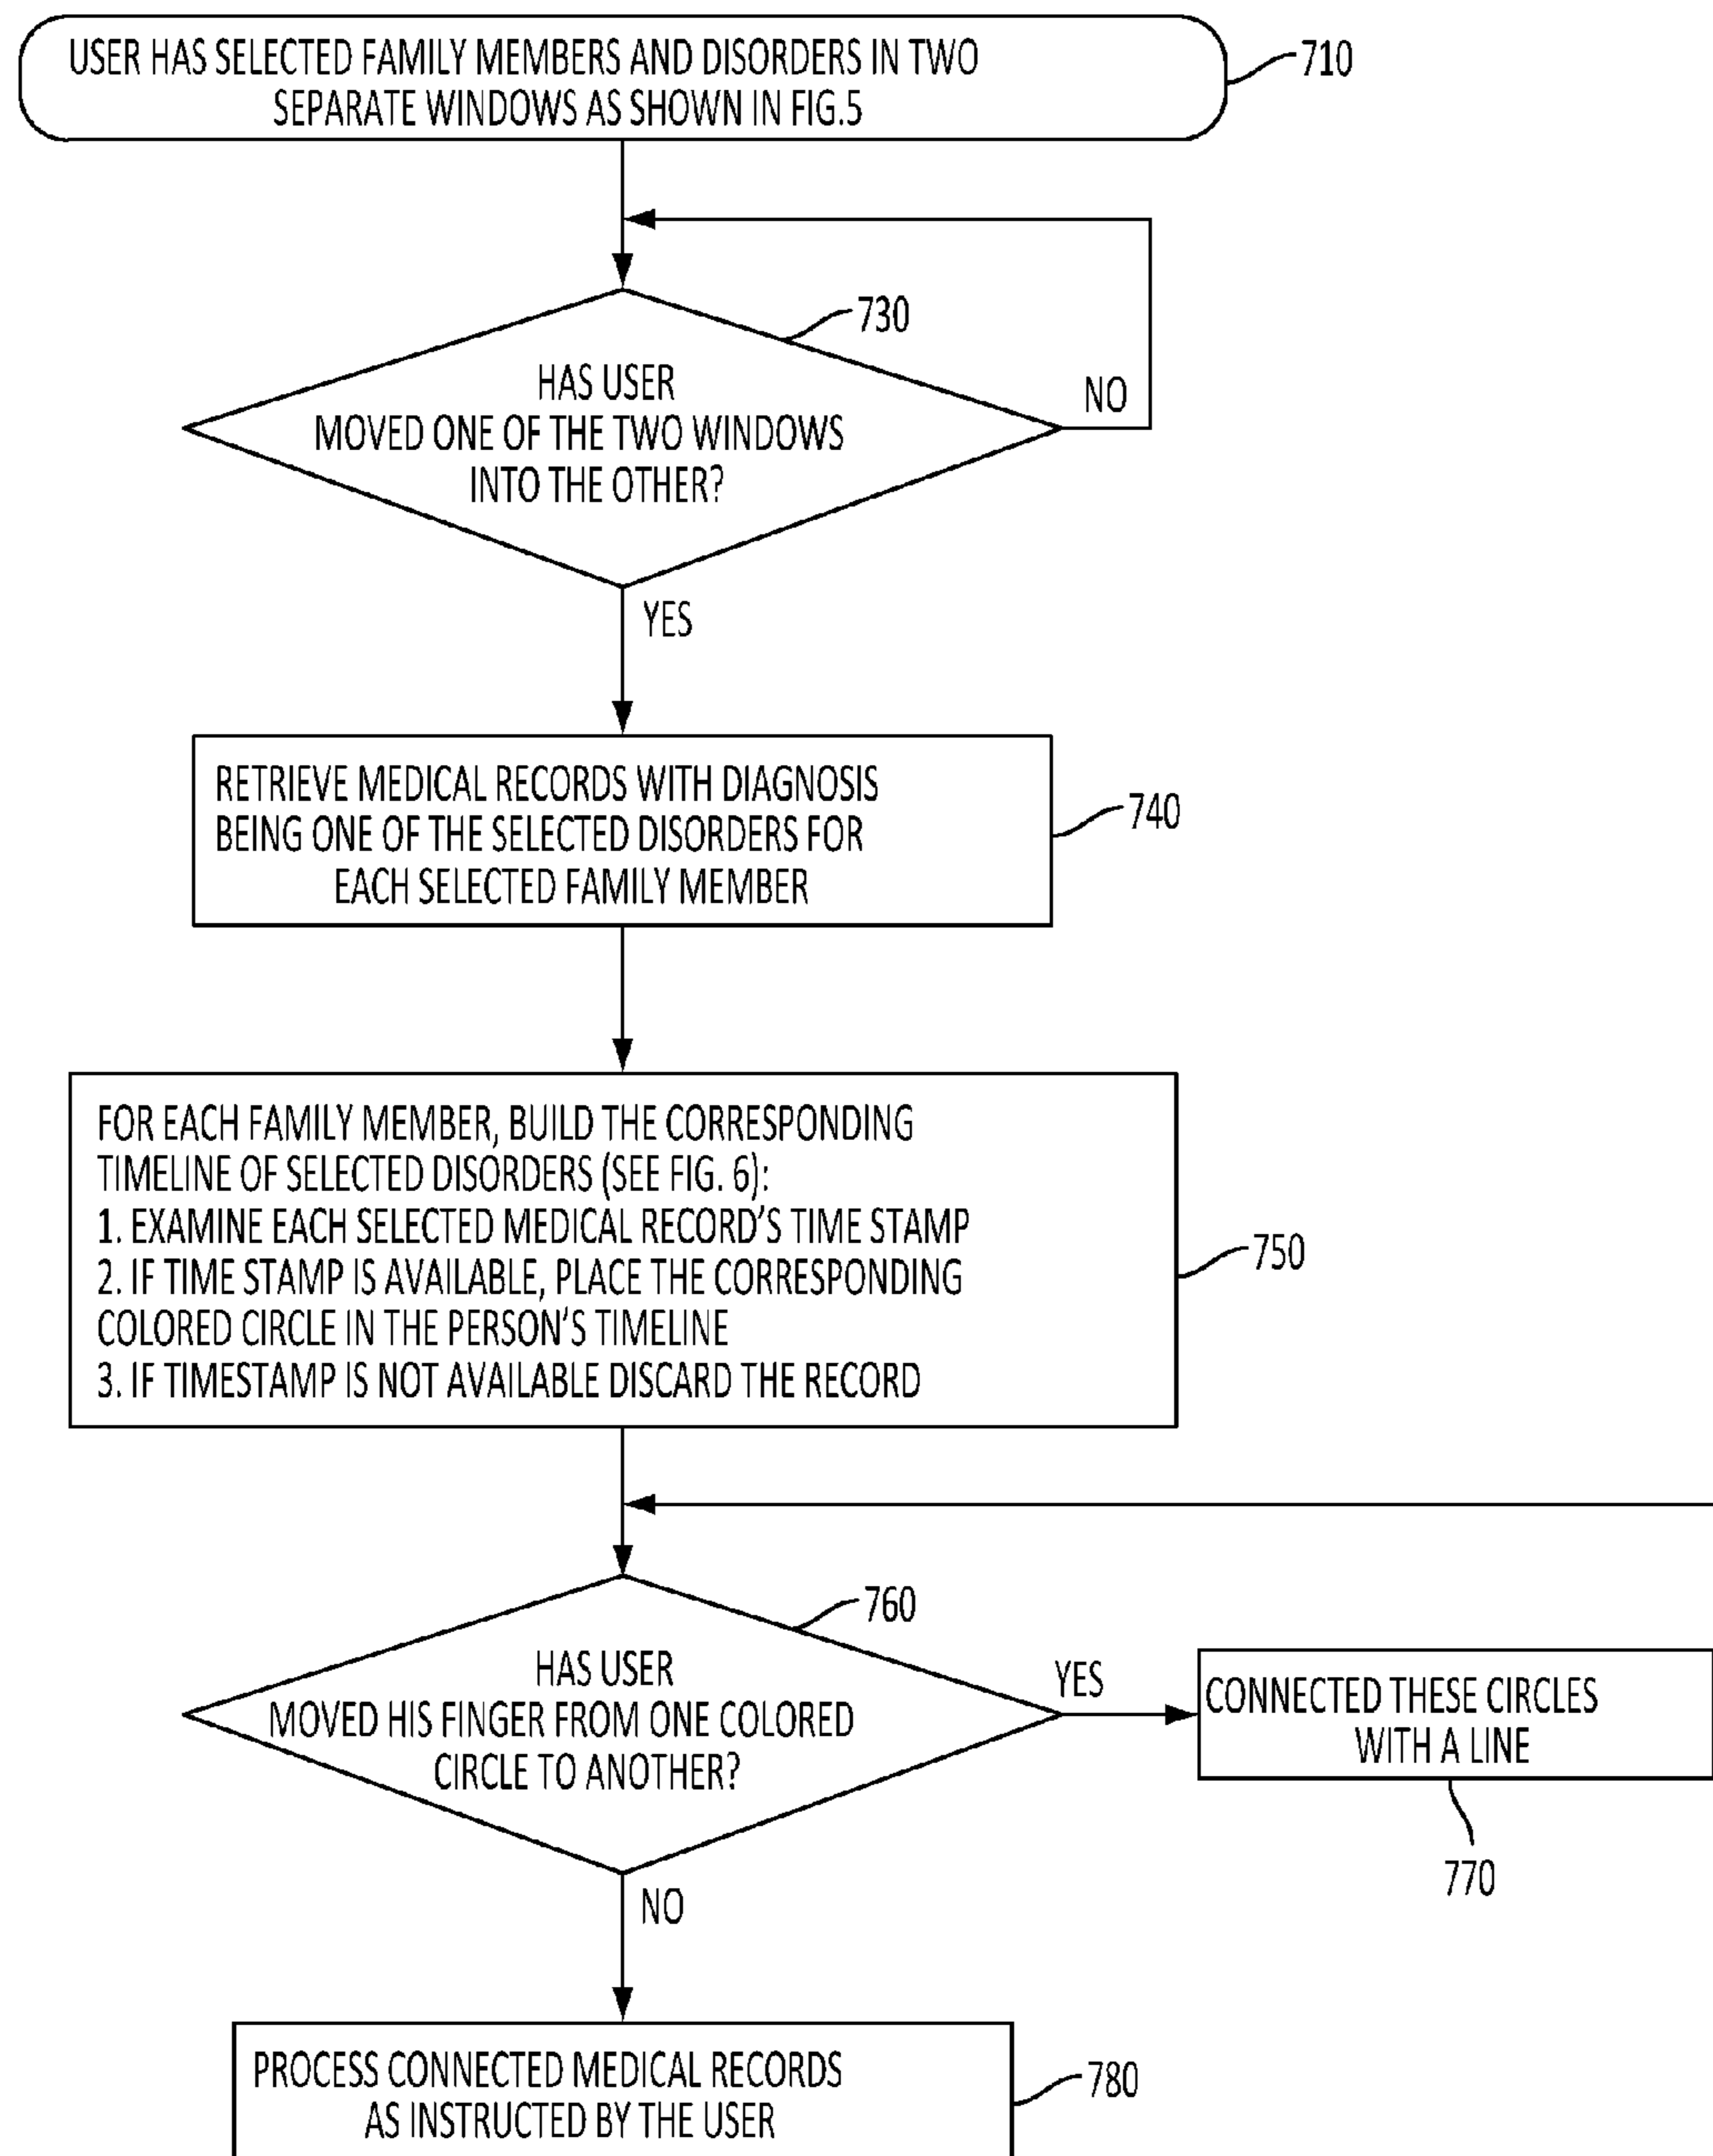 USER HAS SELECTED FAMILY MEMBERS AND DISORDERS IN TWO
SEPARATE WINDOWS AS SHOWN IN FIG.5
710
730
HAS USER
MOVED ONE OF THE TWO WINDOWS
INTO THE OTHER?
NO
YES
RETRIEVE MEDICAL RECORDS WITH DIAGNOSIS
BEING ONE OF THE SELECTED DISORDERS FOR
EACH SELECTED FAMILY MEMBER
740
FOR EACH FAMILY MEMBER, BUILD THE CORRESPONDING
TIMELINE OF SELECTED DISORDERS (SEE FIG. 6):
1. EXAMINE EACH SELECTED MEDICAL RECORD'S TIME STAMP
2. IF TIME STAMP IS AVAILABLE, PLACE THE CORRESPONDING
COLORED CIRCLE IN THE PERSON'S TIMELINE
3. IF TIMESTAMP IS NOT AVAILABLE DISCARD THE RECORD
750
760
HAS USER
MOVED HIS FINGER FROM ONE COLORED
CIRCLE TO ANOTHER?
YES
CONNECTED THESE CIRCLES
WITH A LINE
770
NO
PROCESS CONNECTED MEDICAL RECORDS
AS INSTRUCTED BY THE USER
780